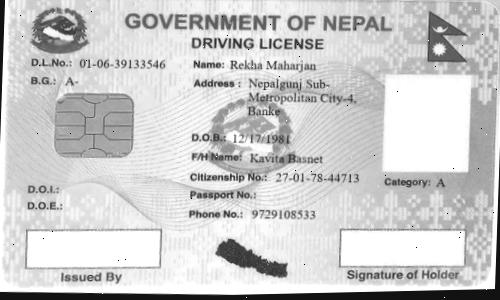 GOVERNMENT OF NEPAL
DRIVING LICENSE
D.L.No.: 01-06-39133546
B.G.: A-
Name: Rekha Maharjan
Address : Nepalgunj Sub-
Metropolitan City-4,
Banke
D.O.B.: 12/17/1981
F/H Name: Kavita Basnet
Citizenship No.: 27-01-78-44713
Category: A
D.O.I.:
Passport No.:
D.O.E.:
Phone No.: 9729108533
Issued By
Signature of Holder